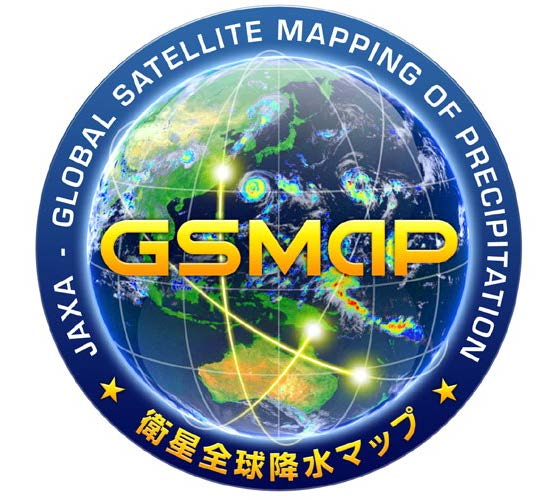 JAXA - GLOBAL SATELLITE MAPPING OF PRECIPITATION
GSMaP
衛星全球降水マップ